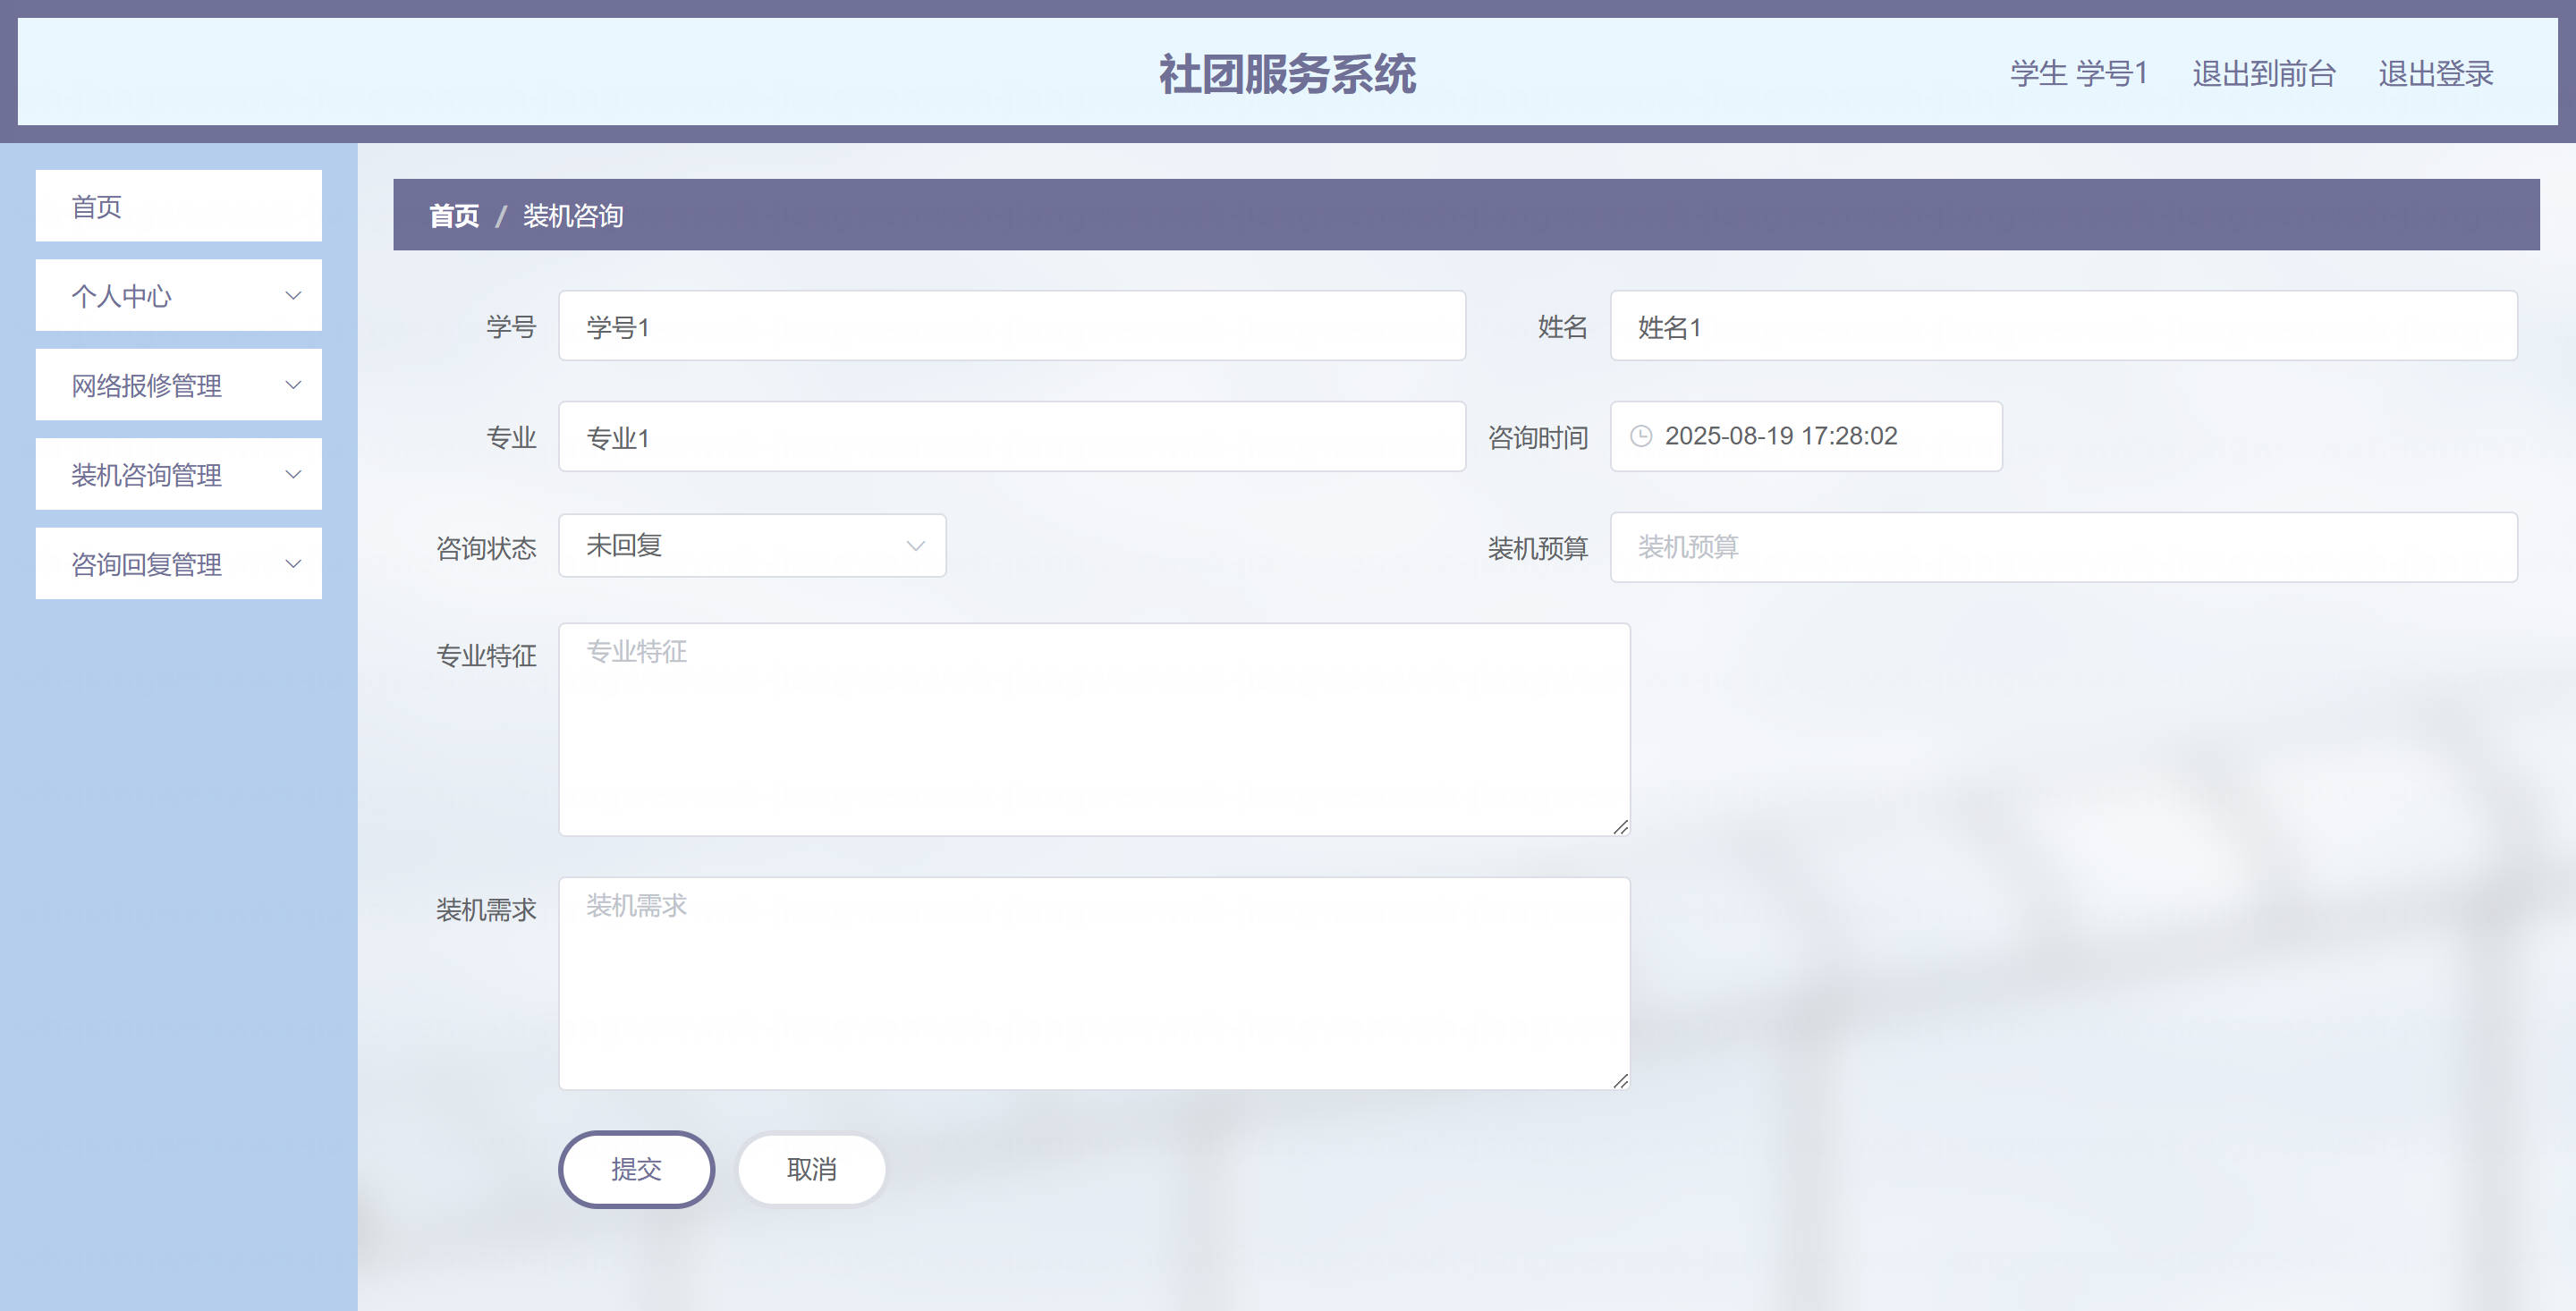 社团服务系统
学生 学号1 退出到前台 退出登录
首页
个人中心
网络报修管理
装机咨询管理
咨询回复管理
首页 / 装机咨询
学号 学号1 姓名 姓名1
专业 专业1 咨询时间 2025-08-19 17:28:02
咨询状态 未回复 装机预算 装机预算
专业特征 专业特征
装机需求 装机需求
提交 取消